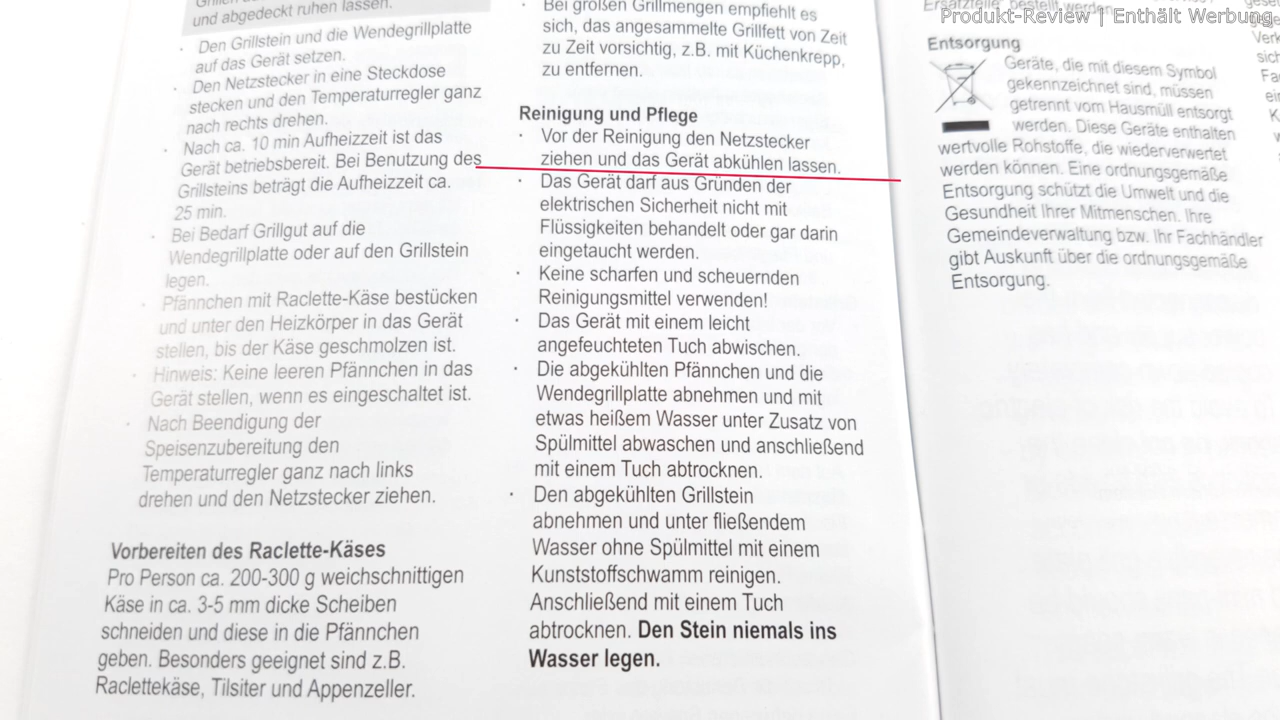 und abgedeckt ruhen lassen.
· Den Grillstein und die Wendegrillplatte
auf das Gerät setzen.
· Den Netzstecker in eine Steckdose
stecken und den Temperaturregler ganz
nach rechts drehen.
· Nach ca. 10 min Aufheizzeit ist das
Gerät betriebsbereit. Bei Benutzung des
Grillsteins beträgt die Aufheizzeit ca.
25 min.
· Bei Bedarf Grillgut auf die
Wendegrillplatte oder auf den Grillstein
legen.
· Pfännchen mit Raclette-Käse bestücken
und unter den Heizkörper in das Gerät
stellen, bis der Käse geschmolzen ist.
· Hinweis: Keine leeren Pfännchen in das
Gerät stellen, wenn es eingeschaltet ist.
· Nach Beendigung der
Speisenzubereitung den
Temperaturregler ganz nach links
drehen und den Netzstecker ziehen.
Vorbereiten des Raclette-Käses
Pro Person ca. 200-300 g weichschnittigen
Käse in ca. 3-5 mm dicke Scheiben
schneiden und diese in die Pfännchen
geben. Besonders geeignet sind z.B.
Raclettekäse, Tilsiter und Appenzeller.
· Bei großen Grillmengen empfiehlt es
sich, das angesammelte Grillfett von Zeit
zu Zeit vorsichtig, z.B. mit Küchenkrepp,
zu entfernen.
Reinigung und Pflege
· Vor der Reinigung den Netzstecker
ziehen und das Gerät abkühlen lassen.
· Das Gerät darf aus Gründen der
elektrischen Sicherheit nicht mit
Flüssigkeiten behandelt oder gar darin
eingetaucht werden.
· Keine scharfen und scheuernden
Reinigungsmittel verwenden!
· Das Gerät mit einem leicht
angefeuchteten Tuch abwischen.
· Die abgekühlten Pfännchen und die
Wendegrillplatte abnehmen und mit
etwas heißem Wasser unter Zusatz von
Spülmittel abwaschen und anschließend
mit einem Tuch abtrocknen.
· Den abgekühlten Grillstein
abnehmen und unter fließendem
Wasser ohne Spülmittel mit einem
Kunststoffschwamm reinigen.
Anschließend mit einem Tuch
abtrocknen. Den Stein niemals ins
Wasser legen.
Ersatzteile bestellt werden
Produkt-Review | Enthält Werbung
Entsorgung
Geräte, die mit diesem Symbol
gekennzeichnet sind, müssen
getrennt vom Hausmüll entsorgt
werden. Diese Geräte enthalten
wertvolle Rohstoffe, die wiederverwertet
werden können. Eine ordnungsgemäße
Entsorgung schützt die Umwelt und die
Gesundheit Ihrer Mitmenschen. Ihre
Gemeindeverwaltung bzw. Ihr Fachhändler
gibt Auskunft über die ordnungsgemäße
Entsorgung.